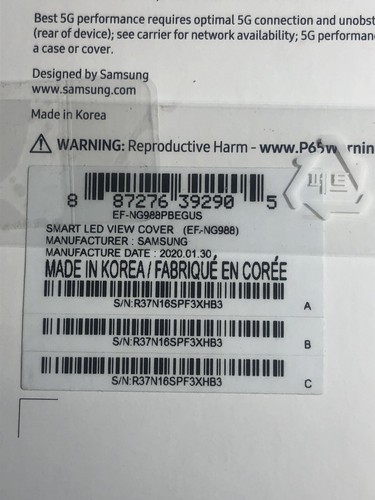 Best 5G performance requires optimal 5G connection and unobst
(rear of device); see carrier for network availability; 5G performan
a case or cover.
Designed by Samsung
www.samsung.com
Made in Korea
WARNING: Reproductive Harm - www.P65w rnin
8 87276 39290 5
EF-NG988PBEGUS
SMART LED VIEW COVER (EF-NG988)
MANUFACTURER : SAMSUNG
MANUFACTURE DATE : 2020.01.30.
MADE IN KOREA / FABRIQUÉ EN CORÉE
S/N:R37N16SPF3XHB3 A
S/N:R37N16SPF3XHB3 B
S/N:R37N16SPF3XHB3 C